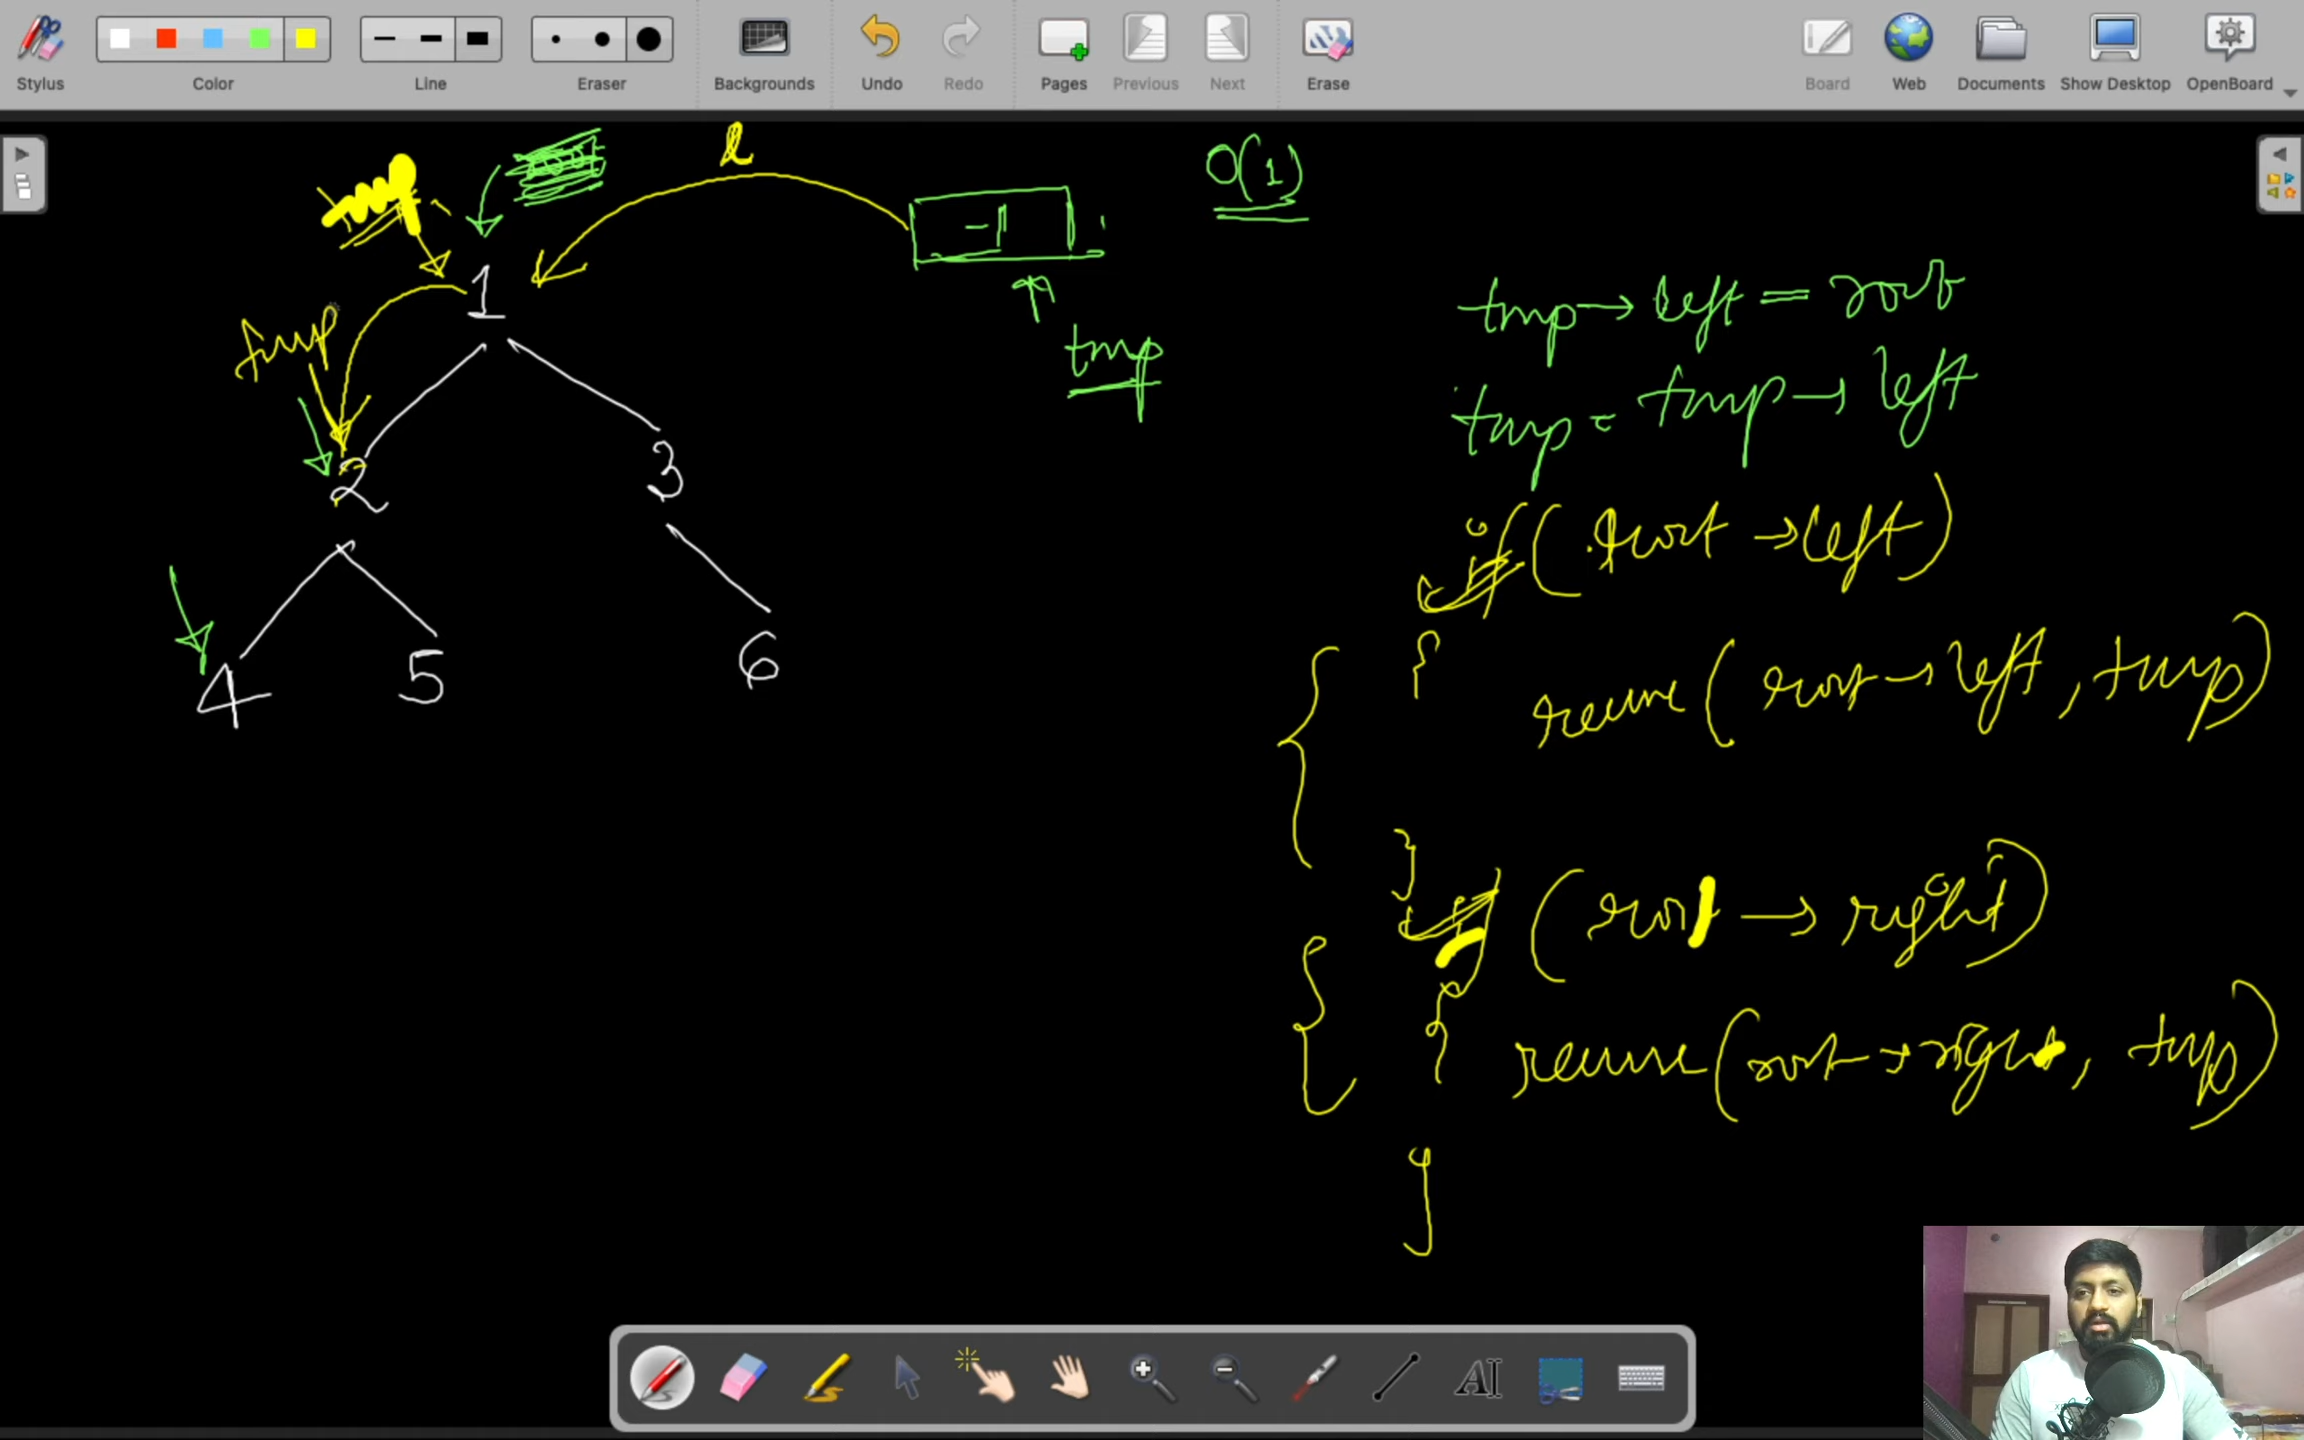 Stylus Color Line Eraser Backgrounds Undo Redo Pages Previous Next Erase Board Web Documents Show Desktop OpenBoard
l
-1
O(1)
1
tmp
tmp
2
3
4
5
6
tmp → left = root
tmp = tmp → left
if ( root → left )
{
recurse ( root → left , tmp )
}
if ( root → right )
{
recurse ( root → right , tmp )
}
AI